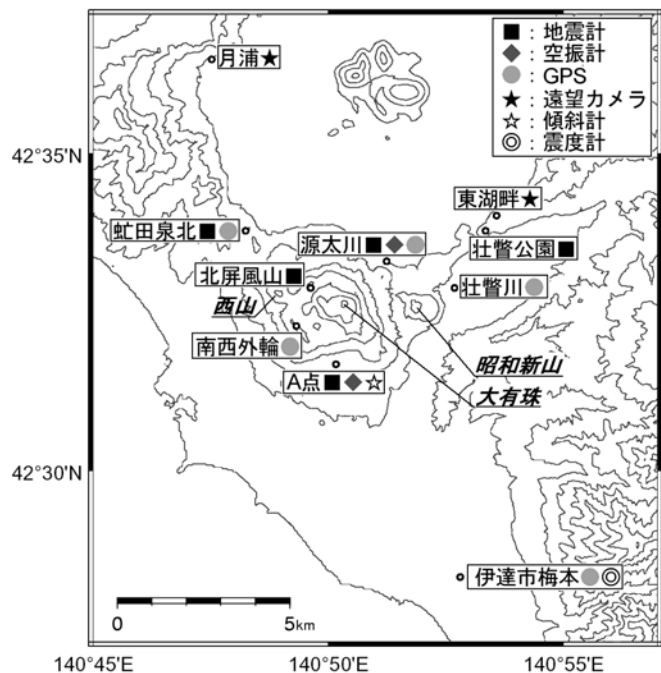 ■：地震計
◆：空振計
●：GPS
★：遠望カメラ
☆：傾斜計
◎：震度計
月浦★
42°35'N
東湖畔★
虻田泉北■●
源太川■◆●
壮瞥公園■
北屏風山■
壮瞥川●
西山
南西外輪●
昭和新山
A点■◆☆
大有珠
42°30'N
伊達市梅本●◎
0 5km
140°45'E 140°50'E 140°55'E